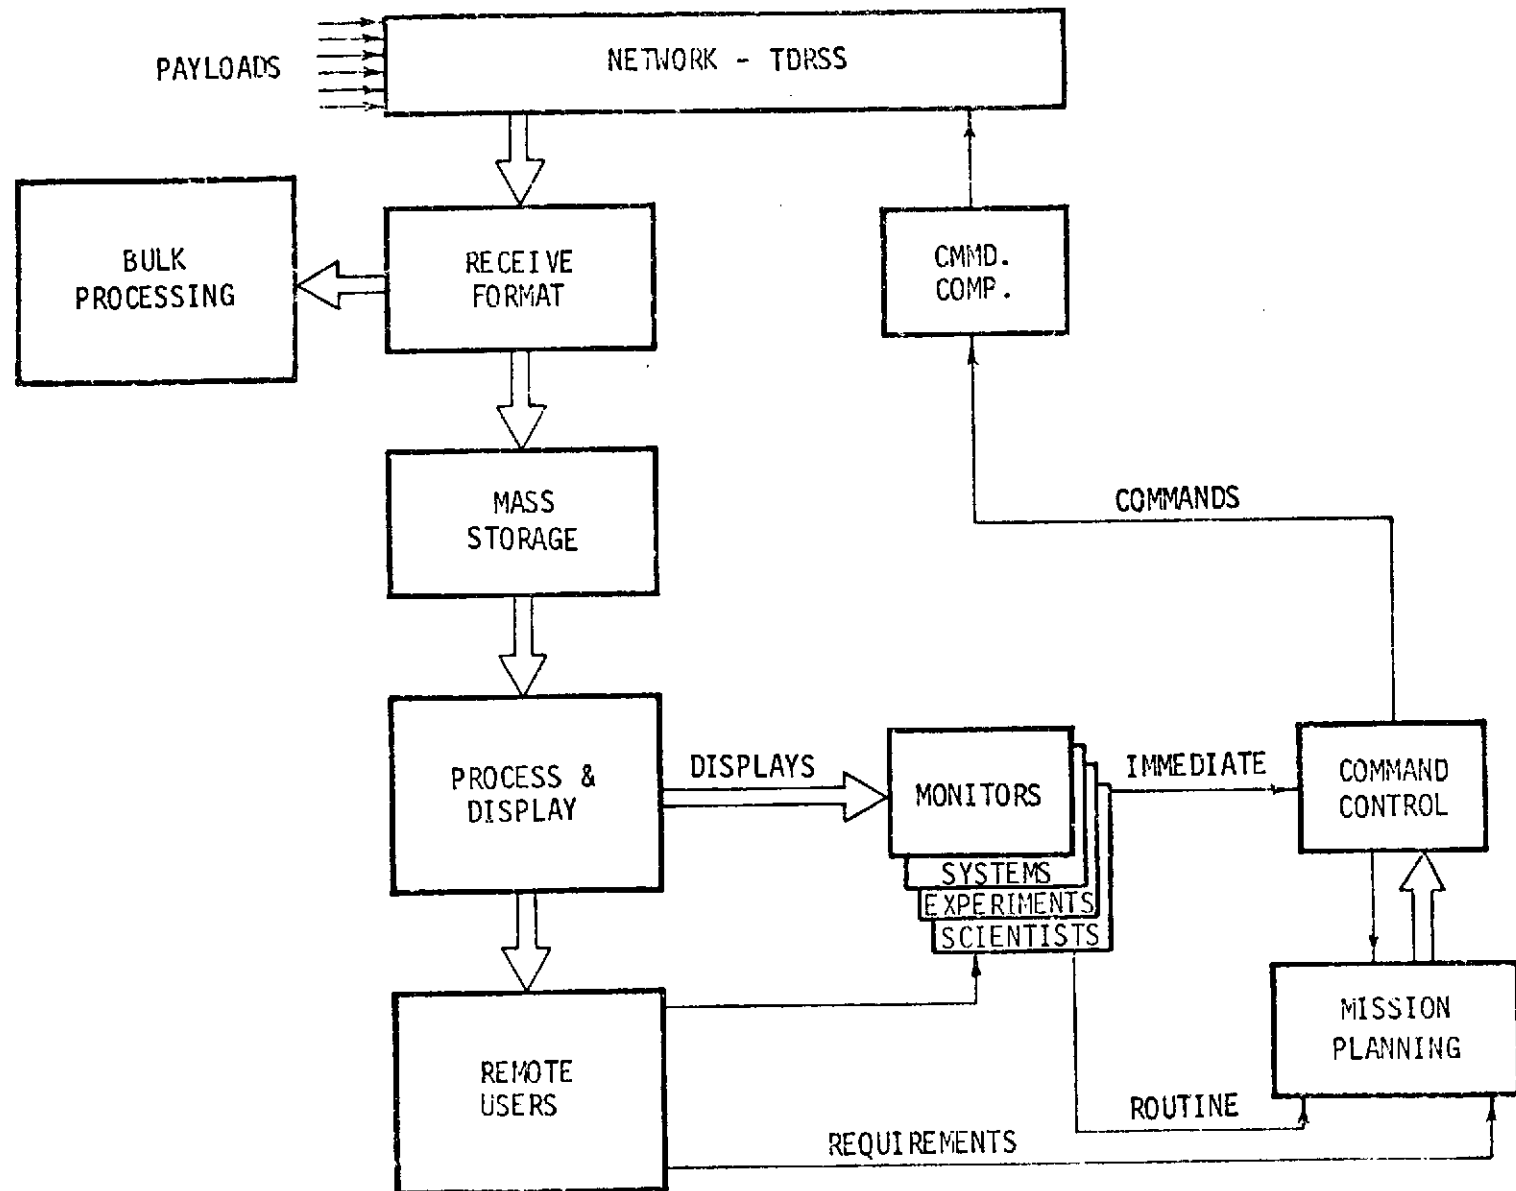 PAYLOADS
NETWORK - TDRSS
BULK
PROCESSING
RECEIVE
FORMAT
CMMD.
COMP.
MASS
STORAGE
COMMANDS
PROCESS &
DISPLAY
DISPLAYS
MONITORS
SYSTEMS
EXPERIMENTS
SCIENTISTS
IMMEDIATE
COMMAND
CONTROL
MISSION
PLANNING
REMOTE
USERS
ROUTINE
REQUIREMENTS